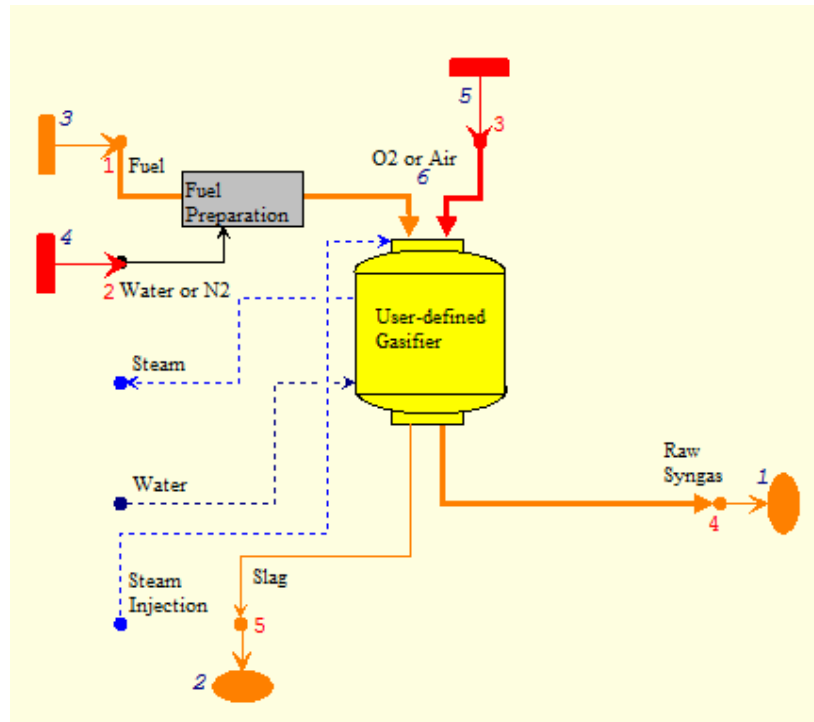 5
3
3
1
Fuel
O2 or Air
6
Fuel
Preparation
4
2
Water or N2
User-defined
Gasifier
Steam
Raw
Syngas
1
4
Water
Steam
Injection
Slag
5
2